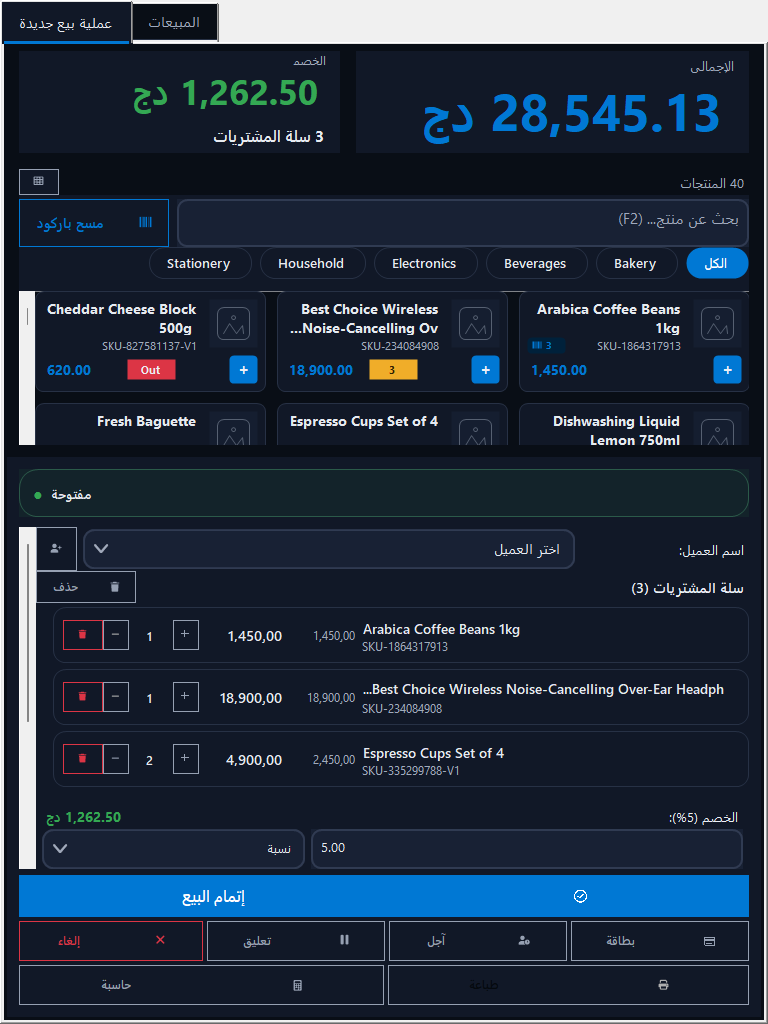 عملية بيع جديدة
المبيعات
الإجمالي
28,545.13 دج
الخصم
1,262.50 دج
3 سلة المشتريات
40 المنتجات
بحث عن منتج... (F2)
مسح باركود
الكل
Bakery
Beverages
Electronics
Household
Stationery
Arabica Coffee Beans 1kg
SKU-1864317913
3
1,450.00
+
Best Choice Wireless
Noise-Cancelling Ov...
SKU-234084908
18,900.00
3
+
Cheddar Cheese Block
500g
SKU-827581137-V1
620.00
Out
+
Dishwashing Liquid
Lemon 750ml
Espresso Cups Set of 4
Fresh Baguette
مفتوحة
اسم العميل:
اختر العميل
سلة المشتريات (3)
حذف
Arabica Coffee Beans 1kg
SKU-1864317913
1,450,00
1,450,00
+
1
−
Best Choice Wireless Noise-Cancelling Over-Ear Headph...
SKU-234084908
18,900,00
18,900,00
+
1
−
Espresso Cups Set of 4
SKU-335299788-V1
2,450,00
4,900,00
+
2
−
الخصم (5%):
1,262.50 دج
5.00
نسبة
إتمام البيع
بطاقة
آجل
تعليق
إلغاء
طباعة
حاسبة